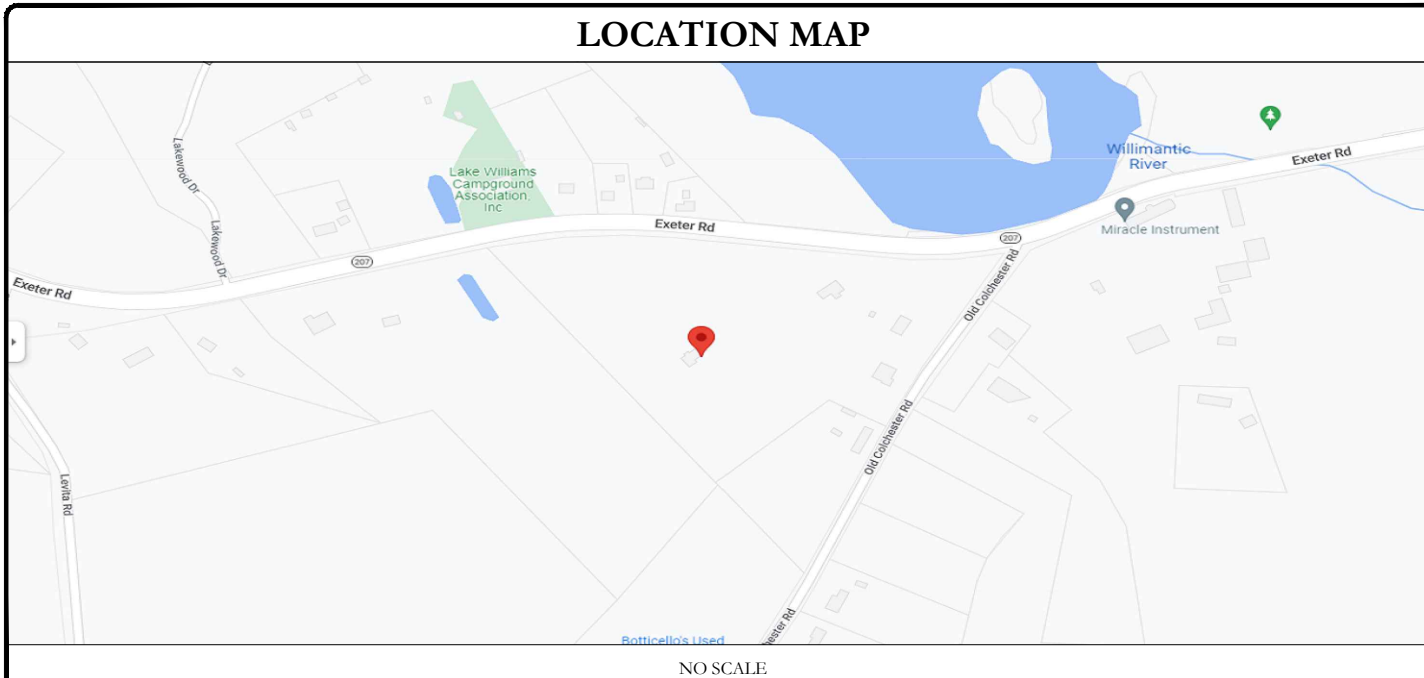 LOCATION MAP
Lakewood Dr
Lake Williams
Campground
Association,
Inc
Willimantic
River
Exeter Rd
Lakewood Dr
Exeter Rd
Miracle Instrument
207
207
Exeter Rd
Old Colchester Rd
Old Colchester Rd
Levita Rd
hester Rd
Botticello's Used
NO SCALE